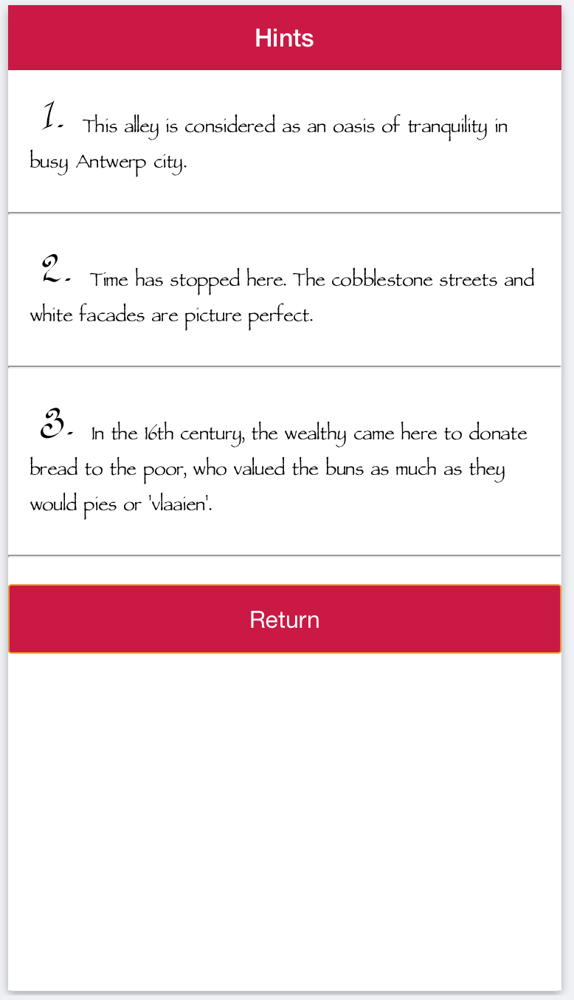 Hints
1. This alley is considered as an oasis of tranquility in
busy Antwerp city.
2. Time has stopped here. The cobblestone streets and
white facades are picture perfect.
3. In the 16th century, the wealthy came here to donate
bread to the poor, who valued the buns as much as they
would pies or 'vlaaien'.
Return